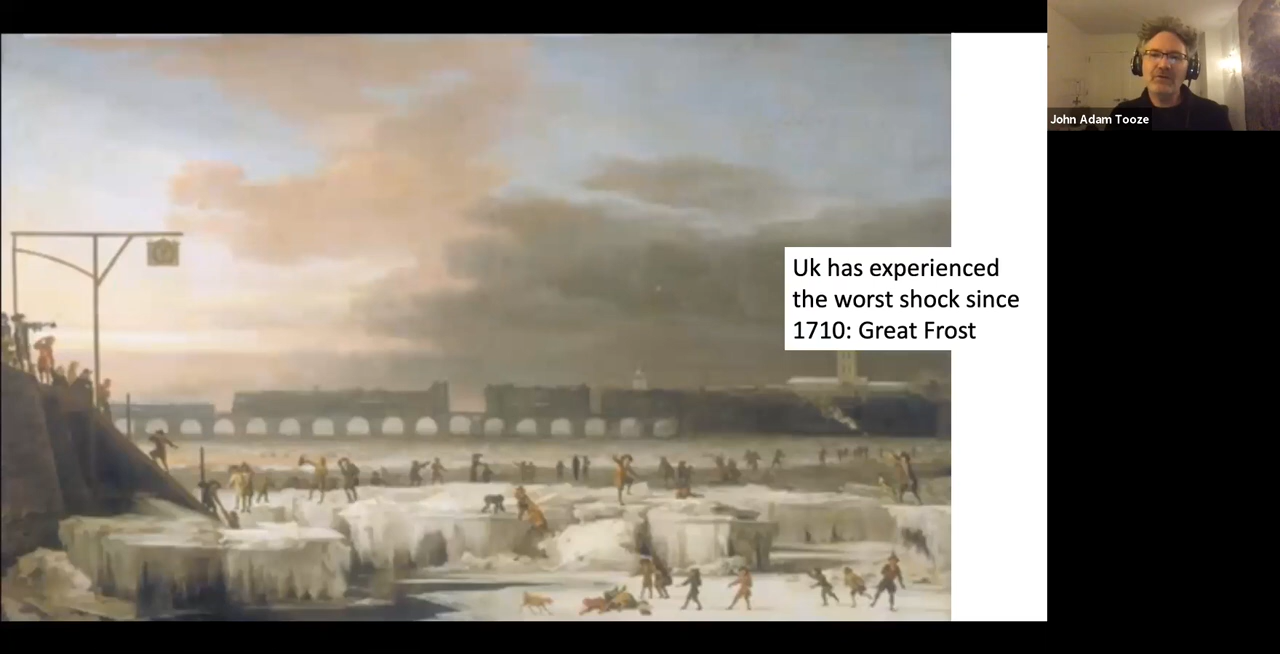 Uk has experienced
the worst shock since
1710: Great Frost
John Adam Tooze